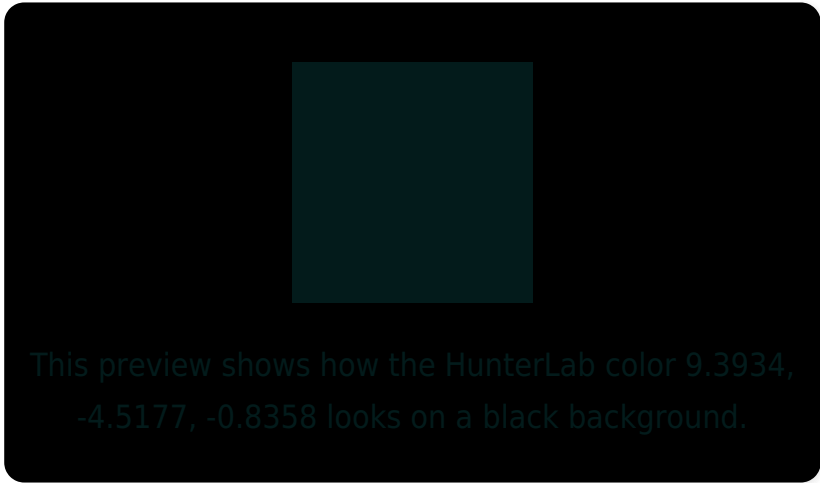 This preview shows how the HunterLab color 9.3934,
-4.5177, -0.8358 looks on a black background.